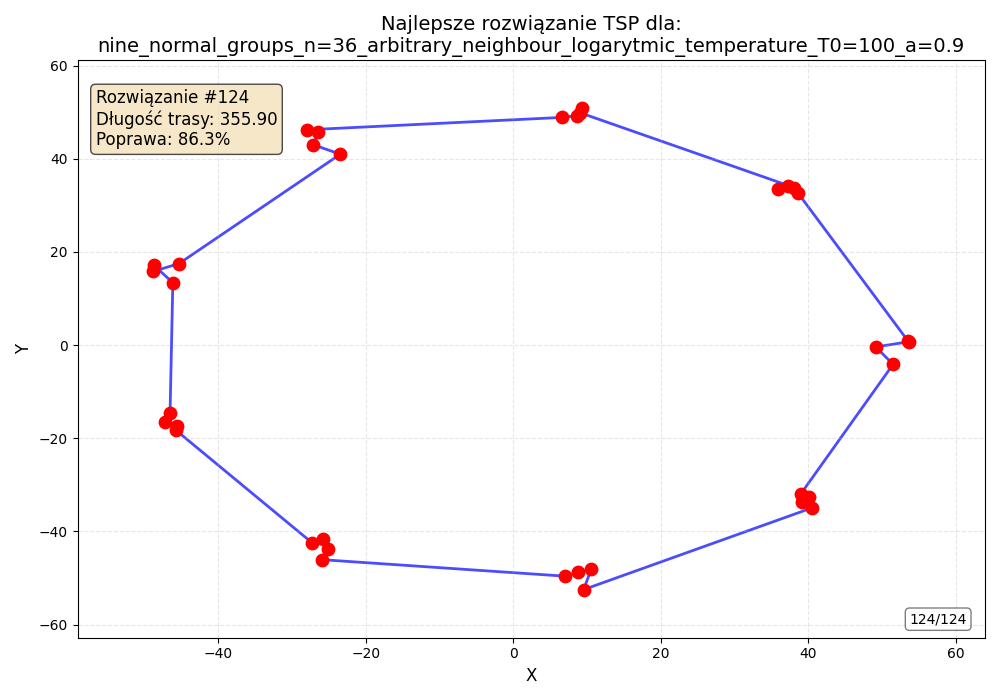 Najlepsze rozwiązanie TSP dla:
nine_normal_groups_n=36_arbitrary_neighbour_logarytmic_temperature_T0=100_a=0.9
Rozwiązanie #124
Długość trasy: 355.90
Poprawa: 86.3%
60
40
20
0
−20
−40
−60
Y
124/124
−40
−20
0
20
40
60
X